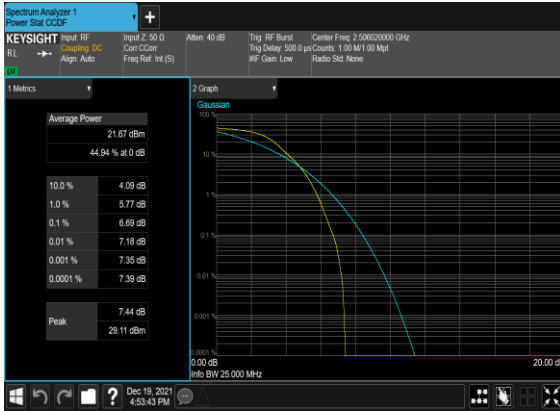 Spectrum Analyzer 1
Power Stat CCDF
+
KEYSIGHT
RL
LV
Input: RF
Coupling: DC
Align: Auto
Input Z: 50 Ω
Corr CCorr
Freq Ref: Int (S)
Atten: 40 dB
Trig: RF Burst
Trig Delay: 500.0 µs
#IF Gain: Low
Center Freq: 2.506020000 GHz
Counts: 1.00 M/1.00 Mpt
Radio Std: None
1 Metrics
Average Power
21.67 dBm
44.94 % at 0 dB
10.0 % 4.09 dB
1.0 % 5.77 dB
0.1 % 6.69 dB
0.01 % 7.18 dB
0.001 % 7.35 dB
0.0001 % 7.39 dB
Peak
7.44 dB
29.11 dBm
2 Graph
Gaussian
100 %
10 %
1 %
0.1 %
0.01 %
0.001 %
0.0001 %
0.00 dB
20.00 d
Info BW 25.000 MHz
?
Dec 19, 2021
4:53:43 PM